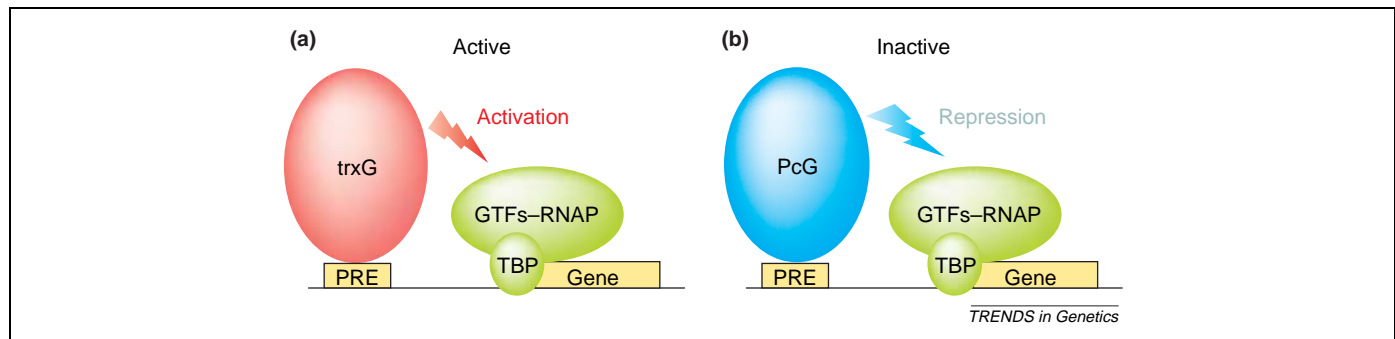 (a)
Active
Activation
trxG
GTFs–RNAP
TBP
PRE
Gene
(b)
Inactive
Repression
PcG
GTFs–RNAP
TBP
PRE
Gene
TRENDS in Genetics